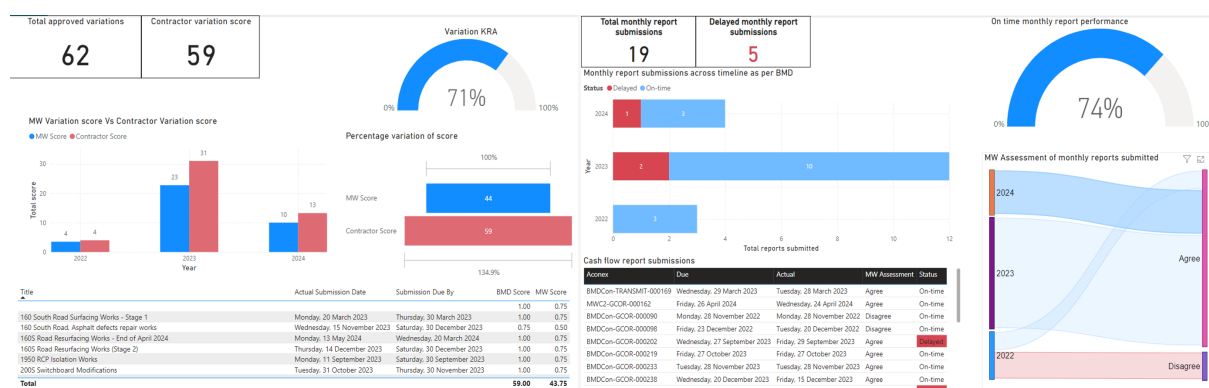 Total approved variations
62
Contractor variation score
59
Variation KRA
0%
71%
100%
MW Variation score Vs Contractor Variation score
MW Score Contractor Score
Total score
30
20
10
0
4 4
23 31
10 13
2022 2023 2024
Year
Percentage variation of score
100%
MW Score
44
Contractor Score
59
134.9%
Title Actual Submission Date Submission Due By BMD Score MW Score
1.00 0.75
160 South Road Surfacing Works - Stage 1 Monday, 20 March 2023 Thursday, 30 March 2023 1.00 0.75
160 South Road, Asphalt defects repair works Wednesday, 15 November 2023 Saturday, 30 December 2023 0.75 0.50
160S Road Resurfacing Works - End of April 2024 Monday, 13 May 2024 Wednesday, 20 March 2024 1.00 0.75
160S Road Resurfacing Works (Stage 2) Thursday, 14 December 2023 Saturday, 30 December 2023 1.00 0.75
1950 RCP Isolation Works Monday, 11 September 2023 Saturday, 30 September 2023 1.00 0.75
200S Switchboard Modifications Tuesday, 31 October 2023 Thursday, 30 November 2023 1.00 0.75
Total 59.00 43.75
Total monthly report submissions
19
Delayed monthly report submissions
5
Monthly report submissions across timeline as per BMD
Status Delayed On-time
Year
2024 1 3
2023 2 10
2022 3
0 2 4 6 8 10 12
Total reports submitted
Cash flow report submissions
Aconex Due Actual MW Assessment Status
BMDCon-TRANSMIT-000169 Wednesday, 29 March 2023 Tuesday, 28 March 2023 Agree On-time
MWC2-GCOR-000162 Friday, 26 April 2024 Wednesday, 24 April 2024 Agree On-time
BMDCon-GCOR-000090 Monday, 28 November 2022 Monday, 28 November 2022 Disagree On-time
BMDCon-GCOR-000098 Friday, 23 December 2022 Tuesday, 20 December 2022 Disagree On-time
BMDCon-GCOR-000202 Wednesday, 27 September 2023 Friday, 29 September 2023 Agree Delayed
BMDCon-GCOR-000219 Friday, 27 October 2023 Friday, 27 October 2023 Agree On-time
BMDCon-GCOR-000233 Tuesday, 28 November 2023 Tuesday, 28 November 2023 Agree On-time
BMDCon-GCOR-000238 Wednesday, 20 December 2023 Friday, 15 December 2023 Agree On-time
On time monthly report performance
0%
74%
100
MW Assessment of monthly reports submitted
2024
2023
2022
Agree
Disagree